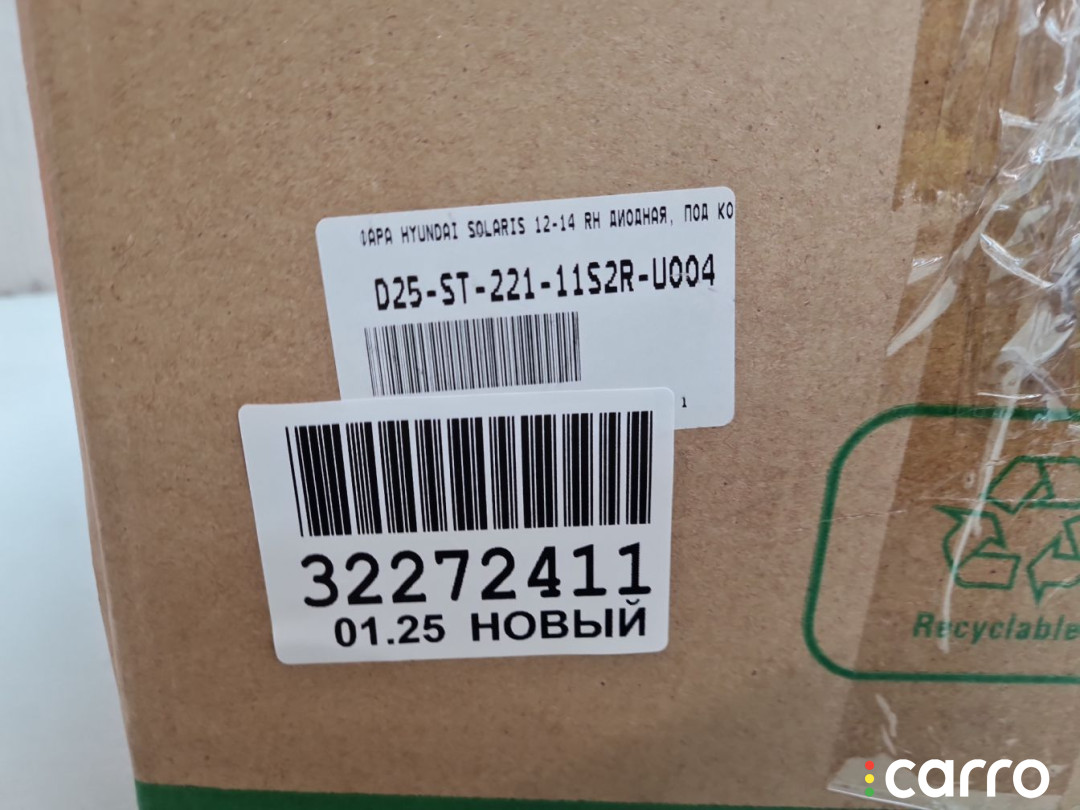 ФАРА HYUNDAI SOLARIS 12-14 RH ДИОДНАЯ, ПОД КО
D25-ST-221-11S2R-U004
1
32272411
01.25 НОВЫЙ
Recyclable
carro